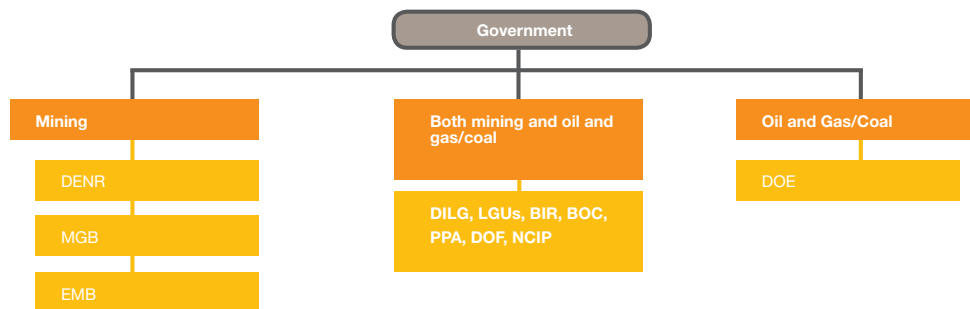 Government
Mining
DENR
MGB
EMB
Both mining and oil and
gas/coal
DILG, LGUs, BIR, BOC,
PPA, DOF, NCIP
Oil and Gas/Coal
DOE